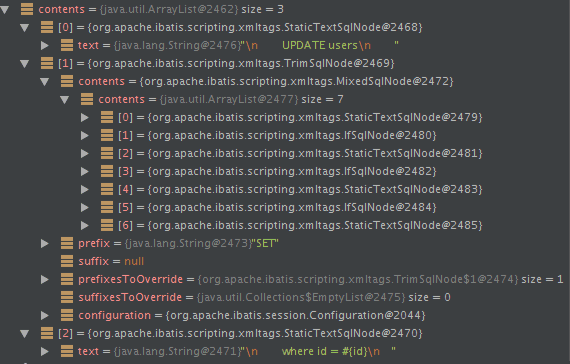 contents = {java.util.ArrayList@2462} size = 3
[0] = {org.apache.ibatis.scripting.xmltags.StaticTextSqlNode@2468}
text = {java.lang.String@2476}"\n      UPDATE users\n      "
[1] = {org.apache.ibatis.scripting.xmltags.TrimSqlNode@2469}
contents = {org.apache.ibatis.scripting.xmltags.MixedSqlNode@2472}
contents = {java.util.ArrayList@2477} size = 7
[0] = {org.apache.ibatis.scripting.xmltags.StaticTextSqlNode@2479}
[1] = {org.apache.ibatis.scripting.xmltags.IfSqlNode@2480}
[2] = {org.apache.ibatis.scripting.xmltags.StaticTextSqlNode@2481}
[3] = {org.apache.ibatis.scripting.xmltags.IfSqlNode@2482}
[4] = {org.apache.ibatis.scripting.xmltags.StaticTextSqlNode@2483}
[5] = {org.apache.ibatis.scripting.xmltags.IfSqlNode@2484}
[6] = {org.apache.ibatis.scripting.xmltags.StaticTextSqlNode@2485}
prefix = {java.lang.String@2473}"SET"
suffix = null
prefixesToOverride = {org.apache.ibatis.scripting.xmltags.TrimSqlNode$1@2474} size = 1
suffixesToOverride = {java.util.Collections$EmptyList@2475} size = 0
configuration = {org.apache.ibatis.session.Configuration@2044}
[2] = {org.apache.ibatis.scripting.xmltags.StaticTextSqlNode@2470}
text = {java.lang.String@2471}"\n      where id = #{id}\n   "